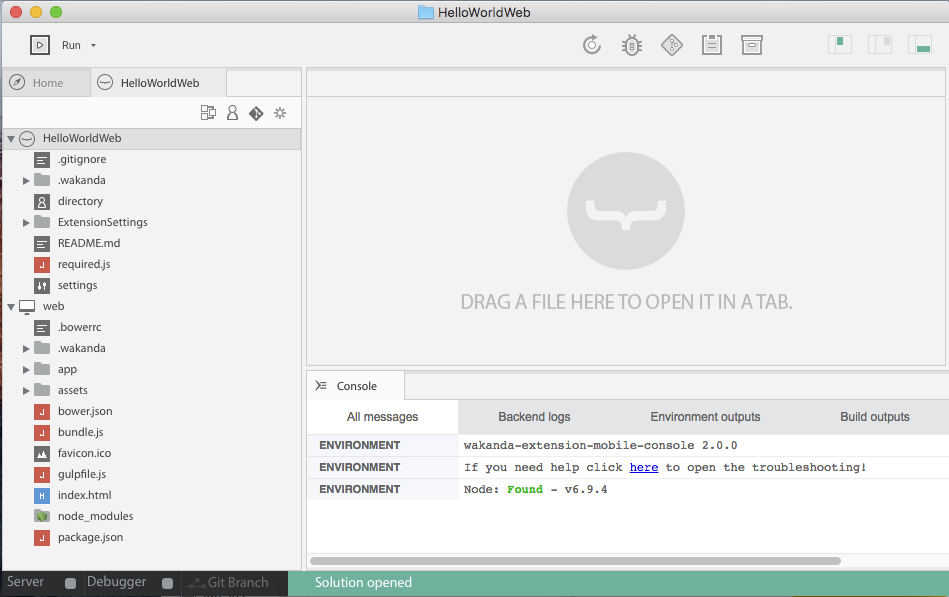 HelloWorldWeb
Run
Home
HelloWorldWeb
HelloWorldWeb
.gitignore
.wakanda
directory
ExtensionSettings
README.md
J required.js
settings
web
.bowerrc
.wakanda
app
assets
J bower.json
J bundle.js
favicon.ico
J gulpfile.js
H index.html
node_modules
J package.json
DRAG A FILE HERE TO OPEN IT IN A TAB.
Console
All messages Backend logs Environment outputs Build outputs
ENVIRONMENT wakanda-extension-mobile-console 2.0.0
ENVIRONMENT If you need help click here to open the troubleshooting!
ENVIRONMENT Node: Found - v6.9.4
Server Debugger Git Branch Solution opened